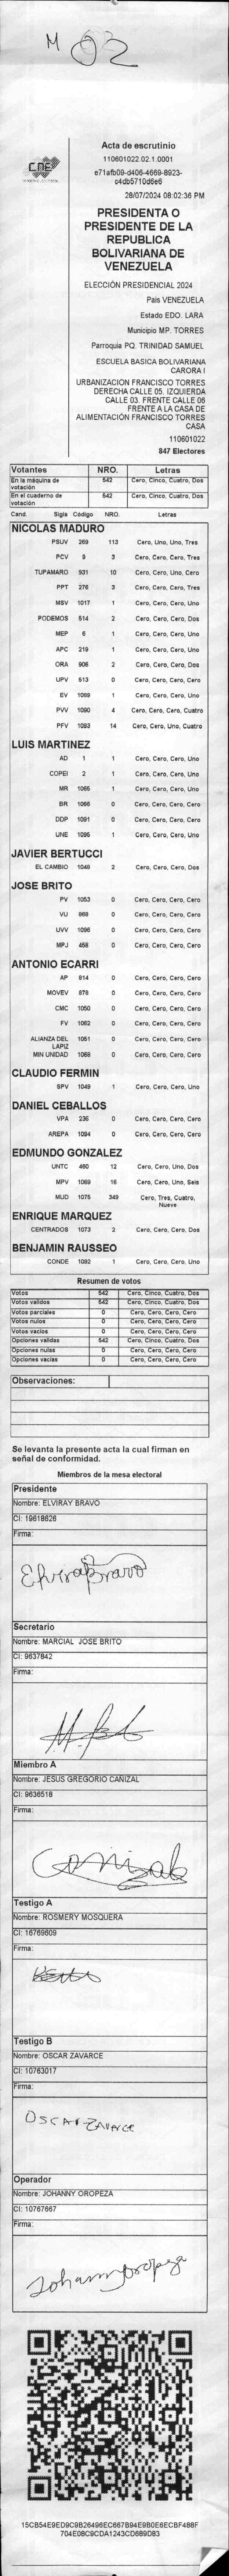 M 02
CNE
Acta de escrutinio
110601022.02.1.0001
e71afb09-d406-4669-8923-
c4db5710d6e6
28/07/2024 08:02:36 PM
PRESIDENTA O
PRESIDENTE DE LA
REPUBLICA
BOLIVARIANA DE
VENEZUELA
ELECCIÓN PRESIDENCIAL 2024
Pais VENEZUELA
Estado EDO. LARA
Municipio MP. TORRES
Parroquia PQ. TRINIDAD SAMUEL
ESCUELA BASICA BOLIVARIANA
CARORA I
URBANIZACION FRANCISCO TORRES
DERECHA CALLE 05. IZQUIERDA
CALLE 03. FRENTE CALLE 06
FRENTE A LA CASA DE
ALIMENTACIÓN FRANCISCO TORRES
CASA
110601022
847 Electores
Votantes NRO. Letras
En la máquina de votación 542 Cero, Cinco, Cuatro, Dos
En el cuaderno de votación 542 Cero, Cinco, Cuatro, Dos
Cand. Sigla Código NRO. Letras
NICOLAS MADURO
PSUV 269 113 Cero, Uno, Uno, Tres
PCV 9 3 Cero, Cero, Cero, Tres
TUPAMARO 931 10 Cero, Cero, Uno, Cero
PPT 276 3 Cero, Cero, Cero, Tres
MSV 1017 1 Cero, Cero, Cero, Uno
PODEMOS 514 2 Cero, Cero, Cero, Dos
MEP 6 1 Cero, Cero, Cero, Uno
APC 219 1 Cero, Cero, Cero, Uno
ORA 906 2 Cero, Cero, Cero, Dos
UPV 513 0 Cero, Cero, Cero, Cero
EV 1089 1 Cero, Cero, Cero, Uno
PVV 1090 4 Cero, Cero, Cero, Cuatro
PFV 1093 14 Cero, Cero, Uno, Cuatro
LUIS MARTINEZ
AD 1 1 Cero, Cero, Cero, Uno
COPEI 2 1 Cero, Cero, Cero, Uno
MR 1065 1 Cero, Cero, Cero, Uno
BR 1066 0 Cero, Cero, Cero, Cero
DDP 1091 0 Cero, Cero, Cero, Cero
UNE 1095 1 Cero, Cero, Cero, Uno
JAVIER BERTUCCI
EL CAMBIO 1048 2 Cero, Cero, Cero, Dos
JOSE BRITO
PV 1053 0 Cero, Cero, Cero, Cero
VU 969 0 Cero, Cero, Cero, Cero
UVV 1096 0 Cero, Cero, Cero, Cero
MPJ 458 0 Cero, Cero, Cero, Cero
ANTONIO ECARRI
AP 814 0 Cero, Cero, Cero, Cero
MOVEV 878 0 Cero, Cero, Cero, Cero
CMC 1050 0 Cero, Cero, Cero, Cero
FV 1082 0 Cero, Cero, Cero, Cero
ALIANZA DEL LAPIZ 1051 0 Cero, Cero, Cero, Cero
MIN UNIDAD 1068 0 Cero, Cero, Cero, Cero
CLAUDIO FERMIN
SPV 1049 1 Cero, Cero, Cero, Uno
DANIEL CEBALLOS
VPA 236 0 Cero, Cero, Cero, Cero
AREPA 1094 0 Cero, Cero, Cero, Cero
EDMUNDO GONZALEZ
UNTC 460 12 Cero, Cero, Uno, Dos
MPV 1069 16 Cero, Cero, Uno, Seis
MUD 1075 349 Cero, Tres, Cuatro, Nueve
ENRIQUE MARQUEZ
CENTRADOS 1073 2 Cero, Cero, Cero, Dos
BENJAMIN RAUSSEO
CONDE 1092 1 Cero, Cero, Cero, Uno
Resumen de votos
Votos 542 Cero, Cinco, Cuatro, Dos
Votos validos 542 Cero, Cinco, Cuatro, Dos
Votos parciales 0 Cero, Cero, Cero, Cero
Votos nulos 0 Cero, Cero, Cero, Cero
Votos vacios 0 Cero, Cero, Cero, Cero
Opciones validas 542 Cero, Cinco, Cuatro, Dos
Opciones nulas 0 Cero, Cero, Cero, Cero
Opciones vacias 0 Cero, Cero, Cero, Cero
Observaciones:
Se levanta la presente acta la cual firman en
señal de conformidad.
Miembros de la mesa electoral
Presidente
Nombre: ELVIRAY BRAVO
CI: 19618626
Firma:
Elviray Bravo
Secretario
Nombre: MARCIAL JOSE BRITO
CI: 9637842
Firma:
Miembro A
Nombre: JESUS GREGORIO CAÑIZAL
CI: 9636518
Firma:
Cañizal
Testigo A
Nombre: ROSMERY MOSQUERA
CI: 16769609
Firma:
Testigo B
Nombre: OSCAR ZAVARCE
CI: 10763017
Firma:
OSCAR ZAVARCE
Operador
Nombre: JOHANNY OROPEZA
CI: 10767667
Firma:
Johanny oropeza
15CB54E9ED9C9B26496EC667B94E9B0E6ECBF488F
704E08C9CDA1243CD689D83